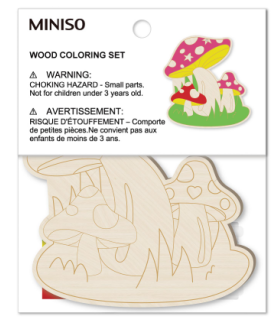 MINISO
WOOD COLORING SET
⚠ WARNING:
CHOKING HAZARD - Small parts.
Not for children under 3 years old.
⚠ AVERTISSEMENT:
RISQUE D'ÉTOUFFEMENT – Comporte
de petites pièces.Ne convient pas aux
enfants de moins de 3 ans.